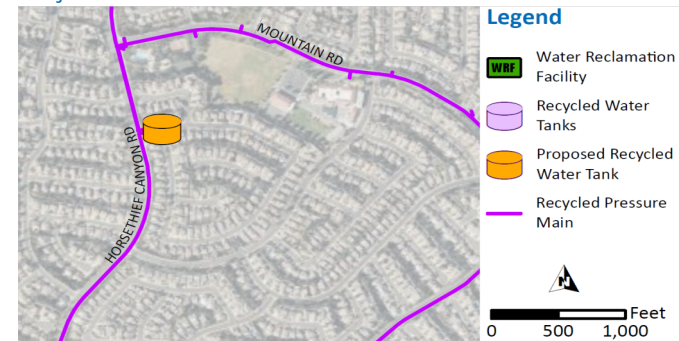 Legend
MOUNTAIN RD
HORSETHIEF CANYON RD
WRF
Water Reclamation
Facility
Recycled Water
Tanks
Proposed Recycled
Water Tank
Recycled Pressure
Main
N
Feet
0 500 1,000